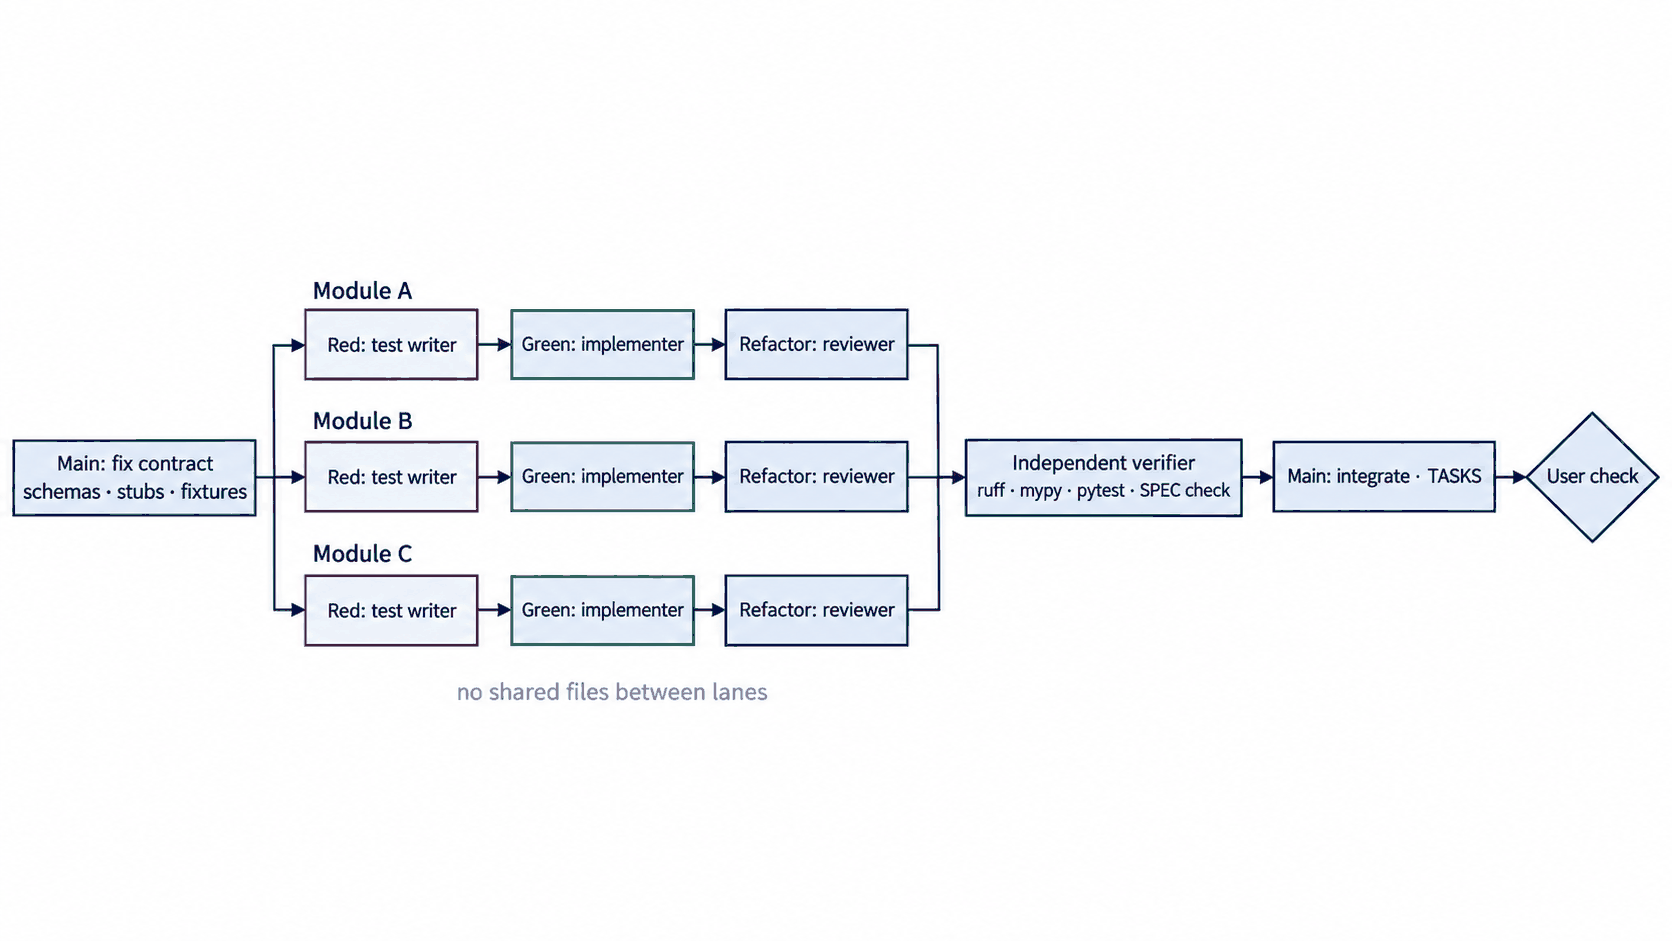 Module A
Red: test writer
Green: implementer
Refactor: reviewer
Module B
Main: fix contract
schemas · stubs · fixtures
Red: test writer
Green: implementer
Refactor: reviewer
Independent verifier
ruff · mypy · pytest · SPEC check
Main: integrate · TASKS
User check
Module C
Red: test writer
Green: implementer
Refactor: reviewer
no shared files between lanes